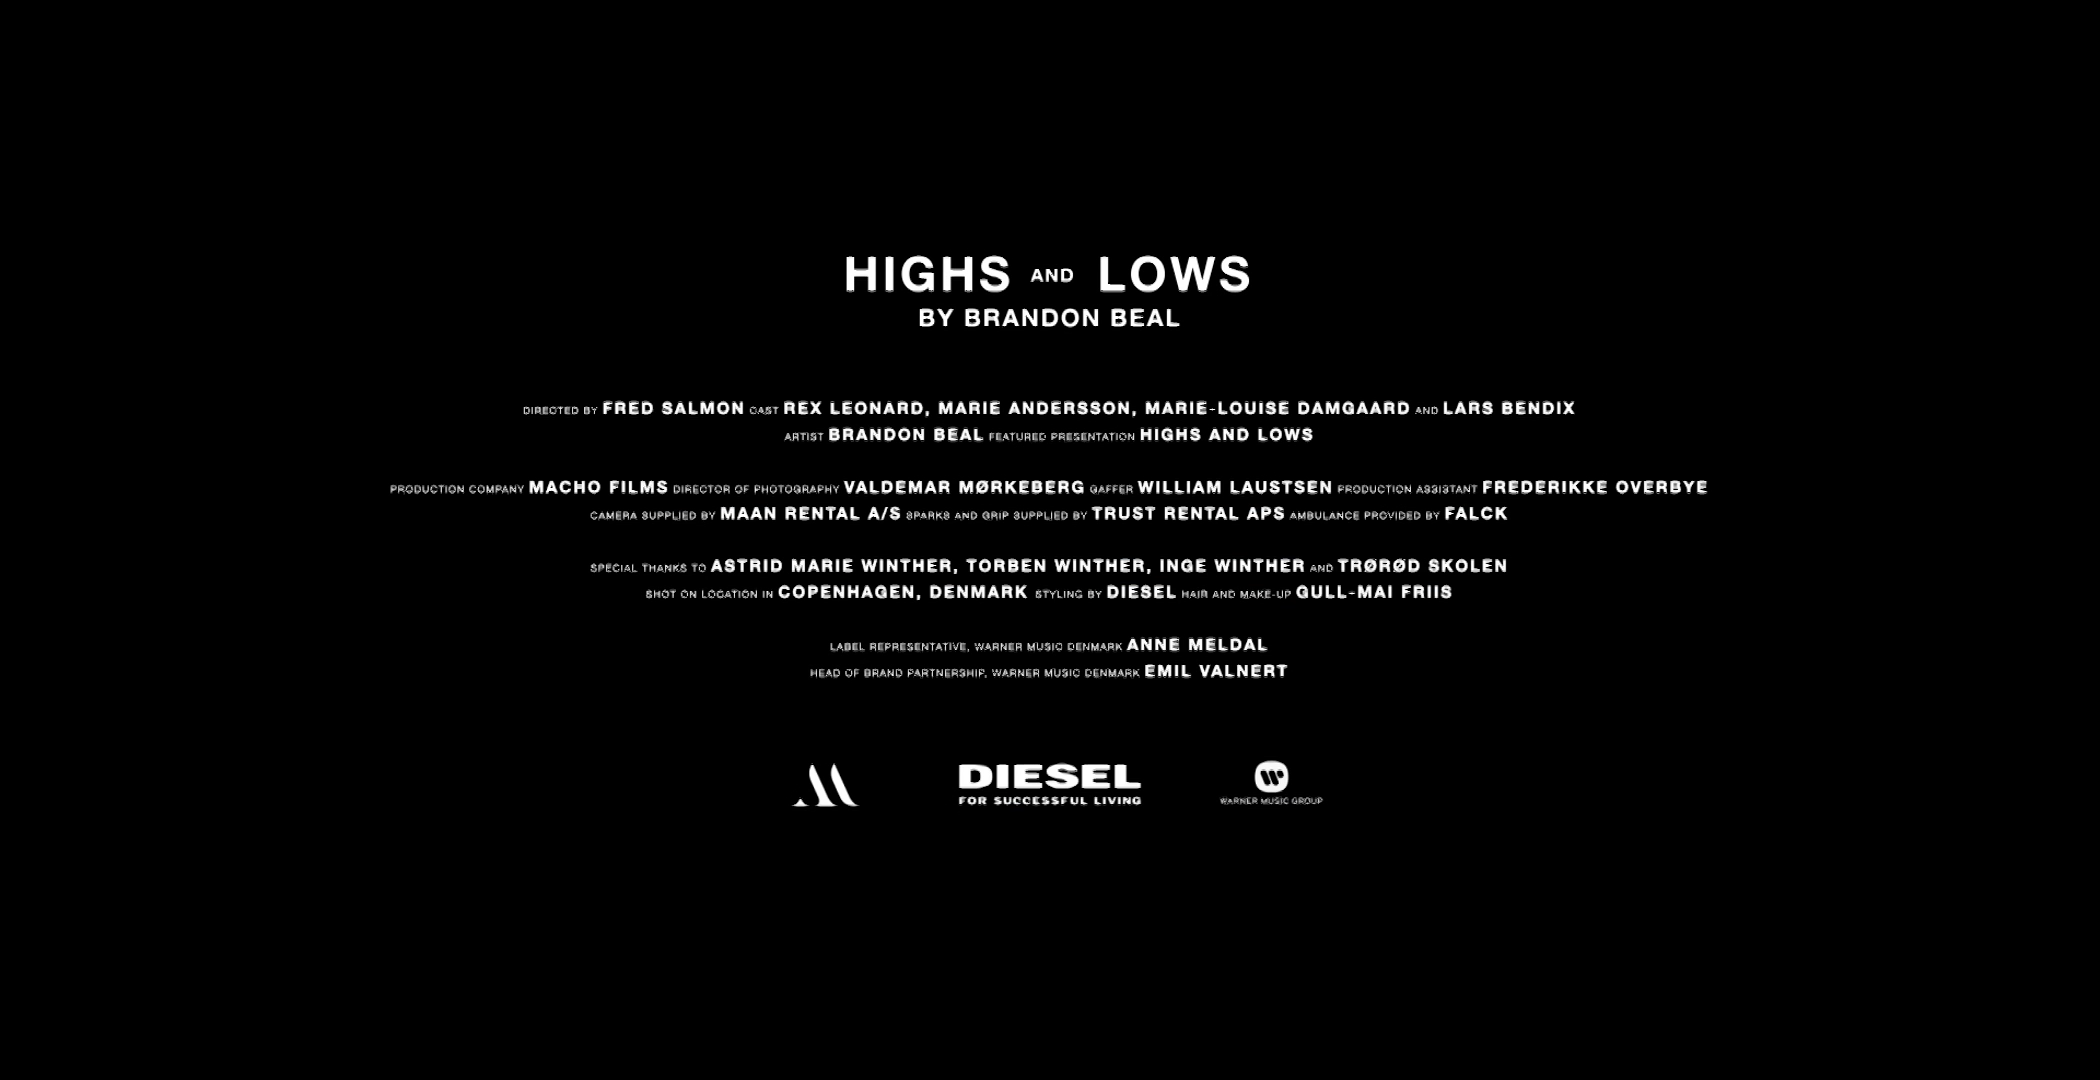 HIGHS AND LOWS
BY BRANDON BEAL
DIRECTED BY FRED SALMON CAST REX LEONARD, MARIE ANDERSSON, MARIE-LOUISE DAMGAARD AND LARS BENDIX
ARTIST BRANDON BEAL FEATURED PRESENTATION HIGHS AND LOWS
PRODUCTION COMPANY MACHO FILMS DIRECTOR OF PHOTOGRAPHY VALDEMAR MØRKEBERG GAFFER WILLIAM LAUSTSEN PRODUCTION ASSISTANT FREDERIKKE OVERBYE
CAMERA SUPPLIED BY MAAN RENTAL A/S SPARKS AND GRIP SUPPLIED BY TRUST RENTAL APS AMBULANCE PROVIDED BY FALCK
SPECIAL THANKS TO ASTRID MARIE WINTHER, TORBEN WINTHER, INGE WINTHER AND TRØRØD SKOLEN
SHOT ON LOCATION IN COPENHAGEN, DENMARK STYLING BY DIESEL HAIR AND MAKE-UP GULL-MAI FRIIS
LABEL REPRESENTATIVE, WARNER MUSIC DENMARK ANNE MELDAL
HEAD OF BRAND PARTNERSHIP, WARNER MUSIC DENMARK EMIL VALNERT
DIESEL
FOR SUCCESSFUL LIVING
WARNER MUSIC GROUP